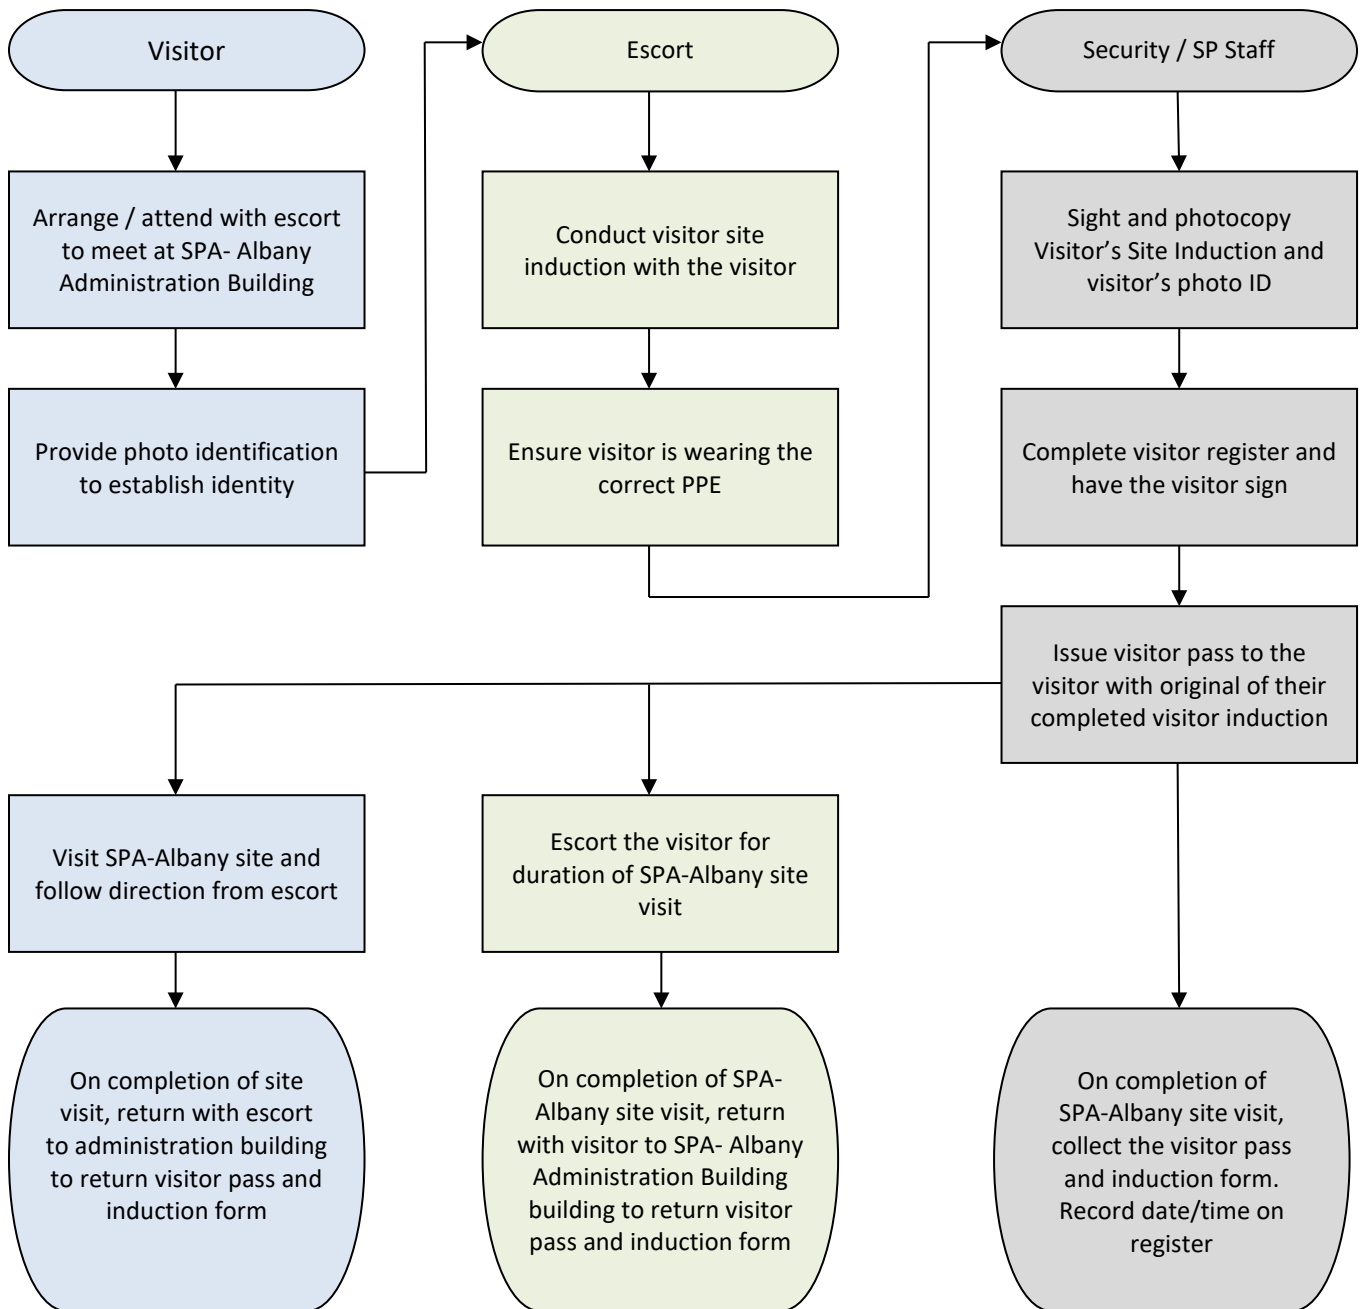 Visitor
Escort
Security / SP Staff
Arrange / attend with escort
to meet at SPA- Albany
Administration Building
Conduct visitor site
induction with the visitor
Sight and photocopy
Visitor’s Site Induction and
visitor’s photo ID
Provide photo identification
to establish identity
Ensure visitor is wearing the
correct PPE
Complete visitor register and
have the visitor sign
Issue visitor pass to the
visitor with original of their
completed visitor induction
Visit SPA-Albany site and
follow direction from escort
Escort the visitor for
duration of SPA-Albany site
visit
On completion of site
visit, return with escort
to administration building
to return visitor pass and
induction form
On completion of SPA-
Albany site visit, return
with visitor to SPA- Albany
Administration Building
building to return visitor
pass and induction form
On completion of
SPA-Albany site visit,
collect the visitor pass
and induction form.
Record date/time on
register